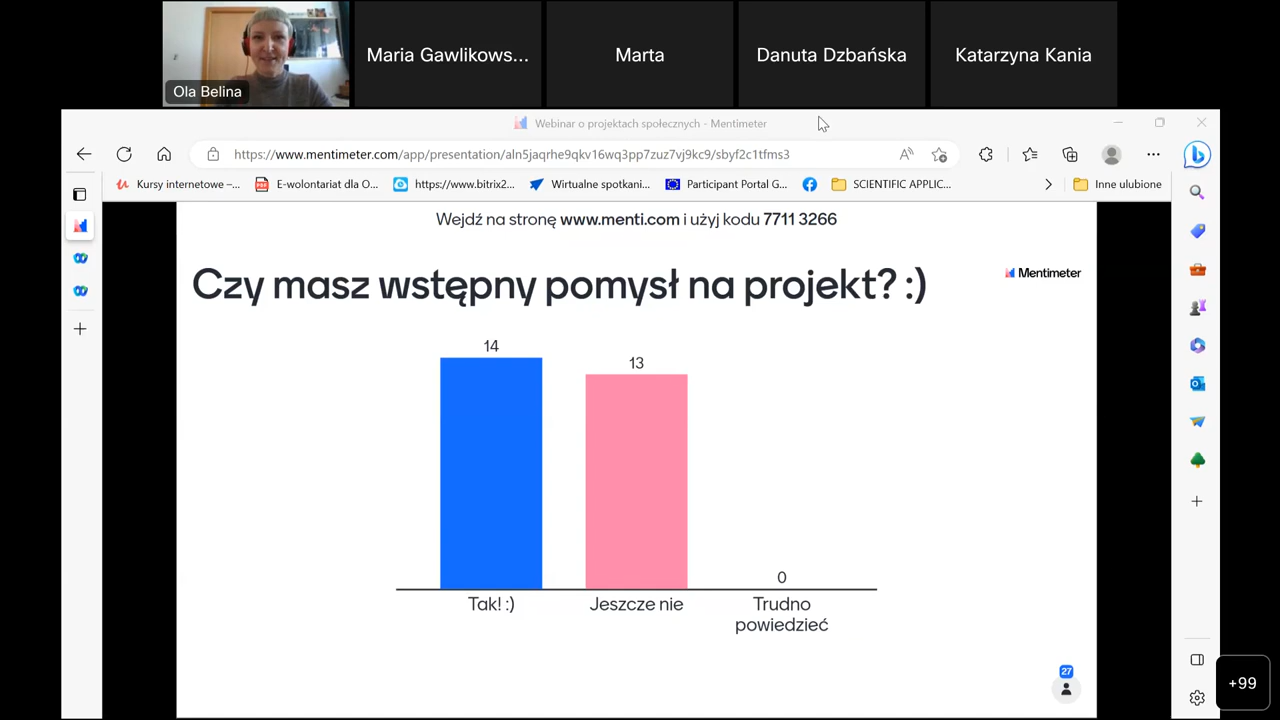 Ola Belina
Maria Gawlikows...
Marta
Danuta Dzbańska
Katarzyna Kania
Webinar o projektach społecznych - Mentimeter
https://www.mentimeter.com/app/presentation/aln5jaqrhe9qkv16wq3pp7zuz7vj9kc9/sbyf2c1tfms3
Kursy internetowe –...
E-wolontariat dla O...
https://www.bitrix2...
Wirtualne spotkani...
Participant Portal G...
SCIENTIFIC APPLIC...
Inne ulubione
Wejdź na stronę www.menti.com i użyj kodu 7711 3266
Czy masz wstępny pomysł na projekt? :)
Mentimeter
14
13
0
Tak! :)
Jeszcze nie
Trudno
powiedzieć
27
+99